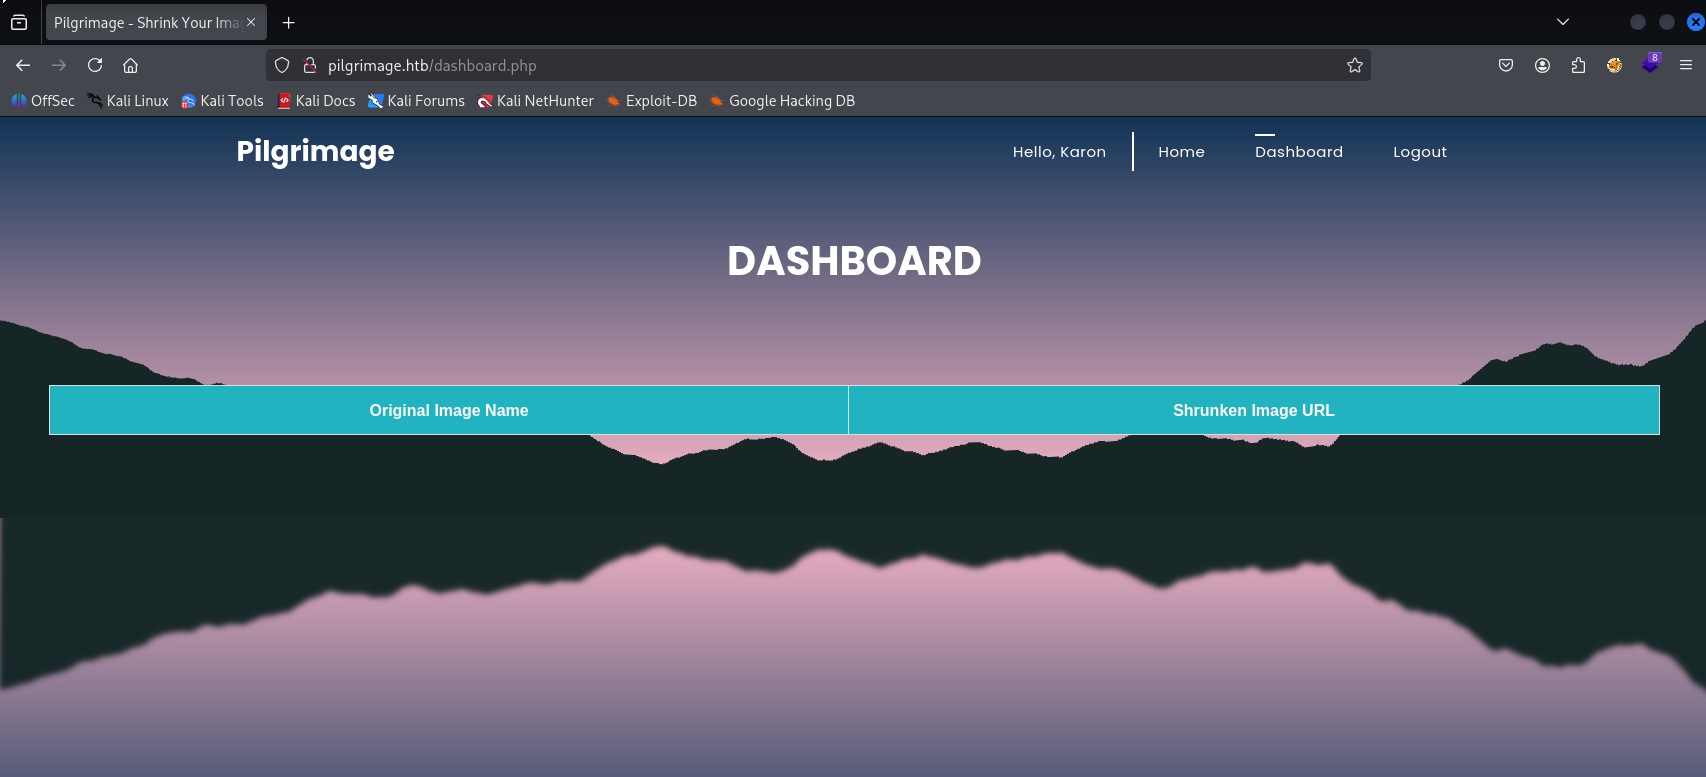 Pilgrimage - Shrink Your Ima
pilgrimage.htb/dashboard.php
8
OffSec Kali Linux Kali Tools Kali Docs Kali Forums Kali NetHunter Exploit-DB Google Hacking DB
Pilgrimage Hello, Karon Home Dashboard Logout
DASHBOARD
Original Image Name Shrunken Image URL